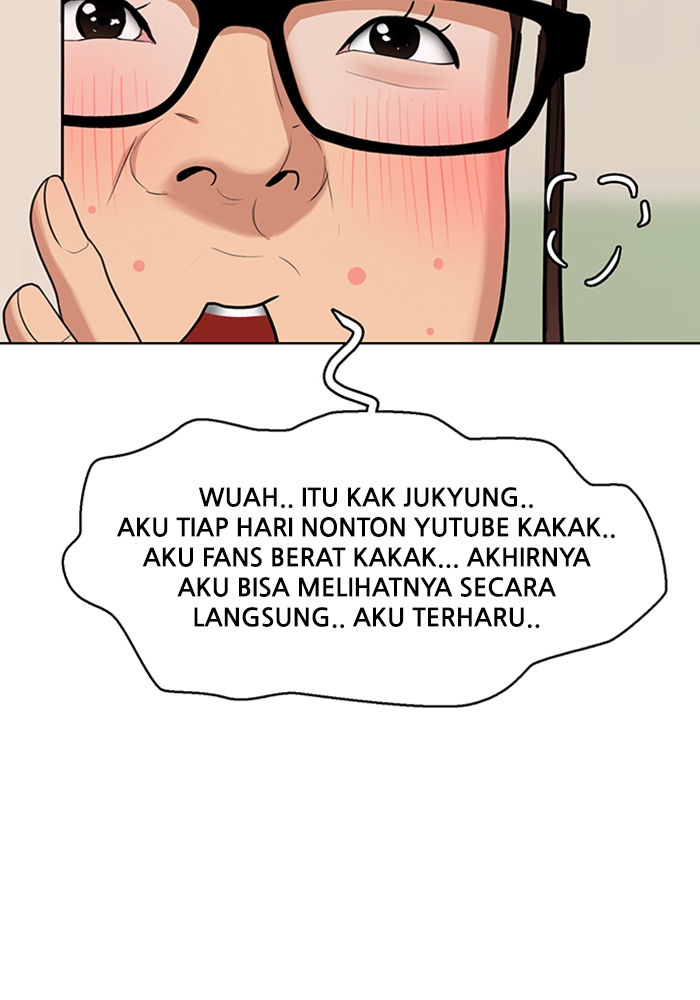 WUAH.. ITU KAK JUKYUNG..
AKU TIAP HARI NONTON YUTUBE KAKAK..
AKU FANS BERAT KAKAK... AKHIRNYA
AKU BISA MELIHATNYA SECARA
LANGSUNG.. AKU TERHARU..